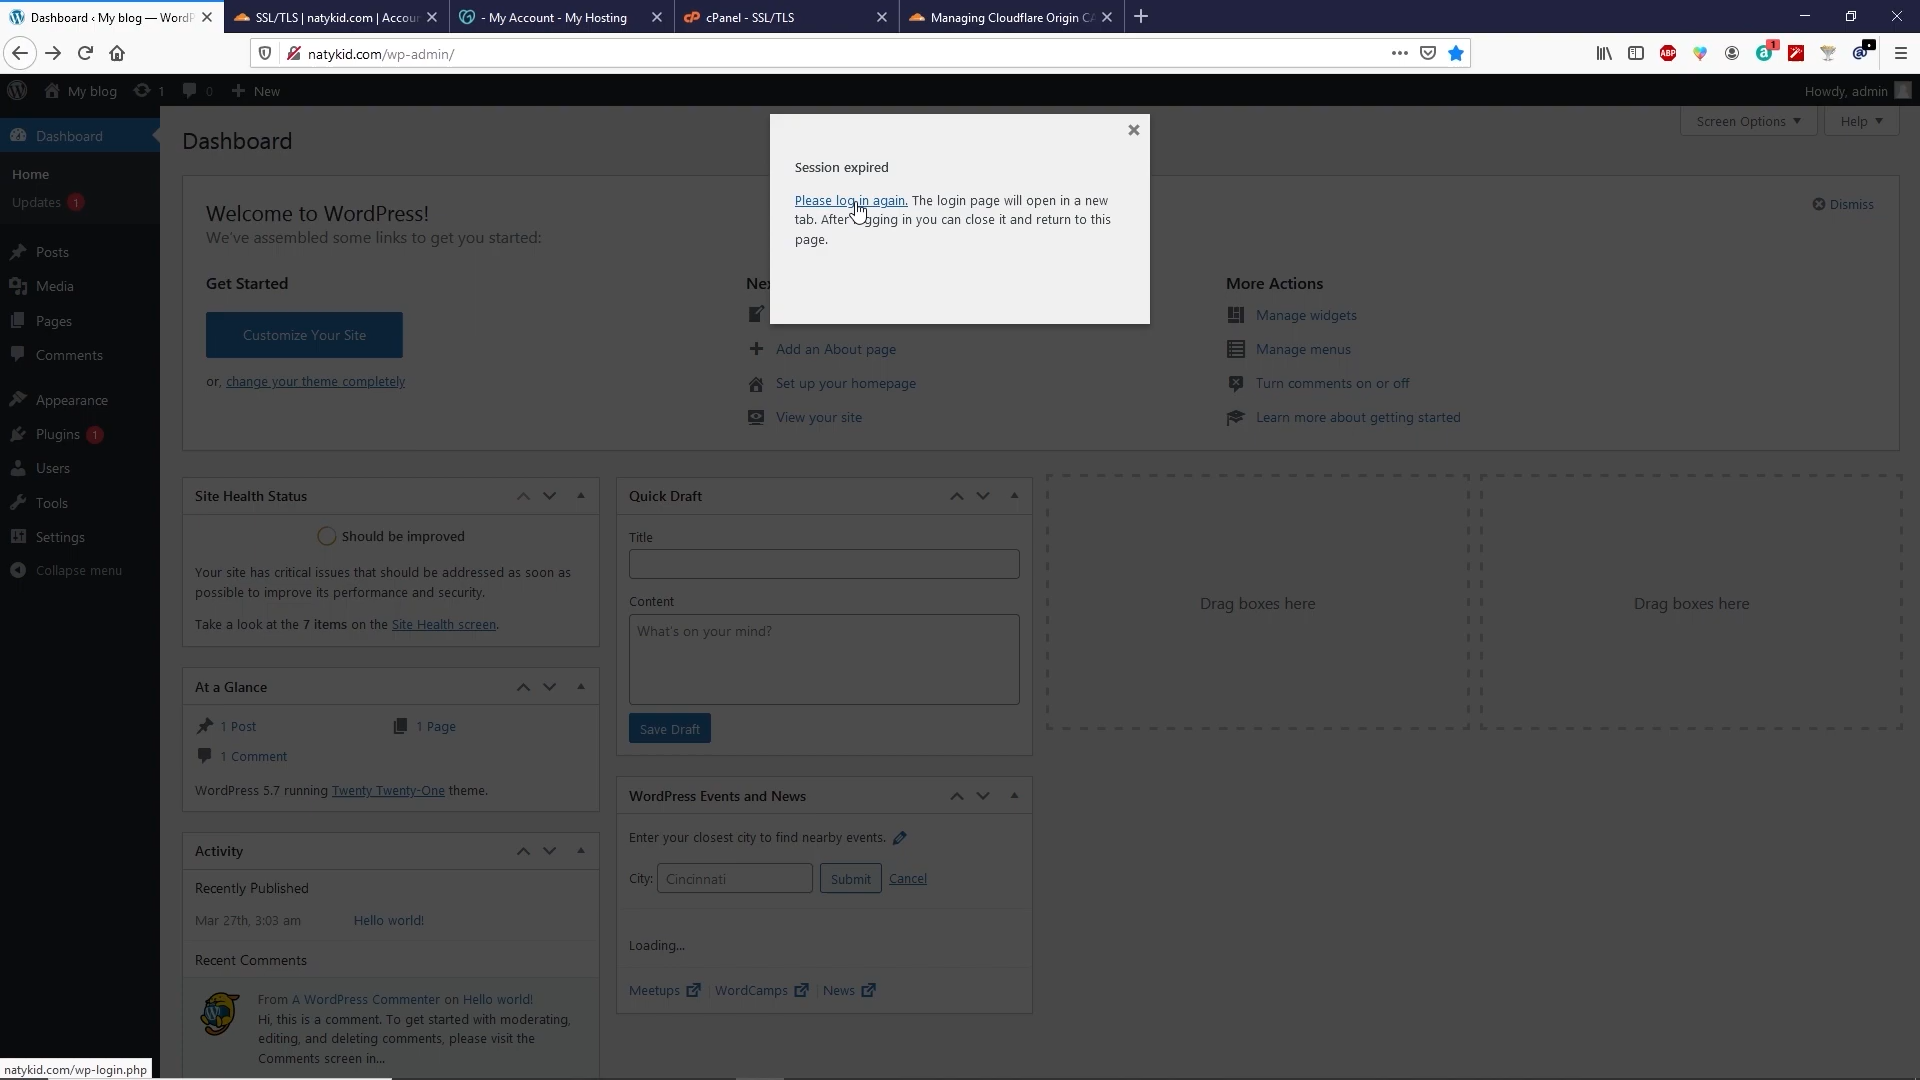 Dashboard ‹ My blog — WordP
SSL/TLS | natykid.com | Accou
- My Account - My Hosting
cPanel - SSL/TLS
Managing Cloudflare Origin CA
natykid.com/wp-admin/
ABP
1
My blog
1
0
New
Howdy, admin
Dashboard
Home
Updates 1
Posts
Media
Pages
Comments
Appearance
Plugins 1
Users
Tools
Settings
Collapse menu
Dashboard
Screen Options
Help
Session expired
Please log in again. The login page will open in a new
tab. After logging in you can close it and return to this
page.
Welcome to WordPress!
We've assembled some links to get you started:
Dismiss
Get Started
Customize Your Site
or, change your theme completely
Add an About page
Set up your homepage
View your site
More Actions
Manage widgets
Manage menus
Turn comments on or off
Learn more about getting started
Site Health Status
Should be improved
Your site has critical issues that should be addressed as soon as
possible to improve its performance and security.
Take a look at the 7 items on the Site Health screen.
At a Glance
1 Post
1 Page
1 Comment
WordPress 5.7 running Twenty Twenty-One theme.
Activity
Recently Published
Mar 27th, 3:03 am
Hello world!
Recent Comments
From A WordPress Commenter on Hello world!
Hi, this is a comment. To get started with moderating,
editing, and deleting comments, please visit the
Comments screen in...
Quick Draft
Title
Content
What's on your mind?
Save Draft
WordPress Events and News
Enter your closest city to find nearby events.
City:
Cincinnati
Submit
Cancel
Loading...
Meetups
WordCamps
News
Drag boxes here
Drag boxes here
natykid.com/wp-login.php